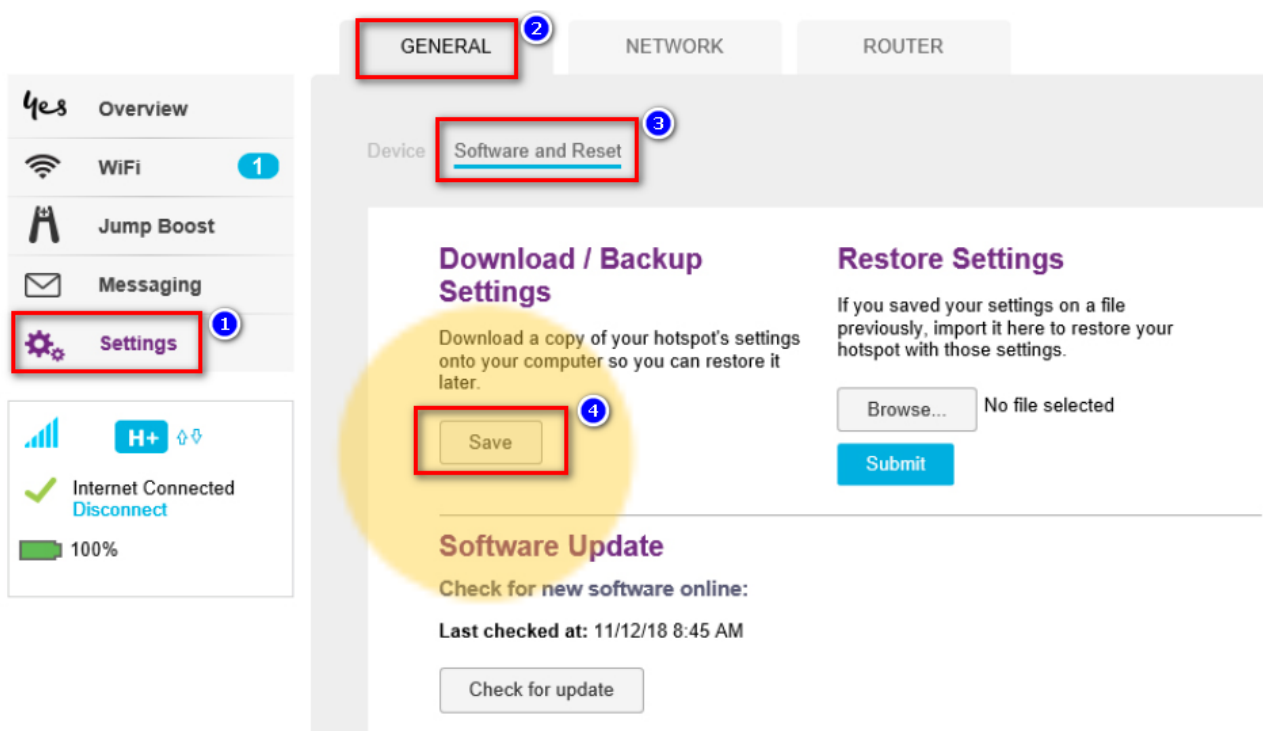 GENERAL
2
NETWORK
ROUTER
yes
Overview
WiFi
1
Jump Boost
Messaging
Settings
1
H+
Internet Connected
Disconnect
100%
Device
Software and Reset
3
Download / Backup
Settings
Download a copy of your hotspot's settings
onto your computer so you can restore it
later.
Save
4
Restore Settings
If you saved your settings on a file
previously, import it here to restore your
hotspot with those settings.
Browse...
No file selected
Submit
Software Update
Check for new software online:
Last checked at: 11/12/18 8:45 AM
Check for update